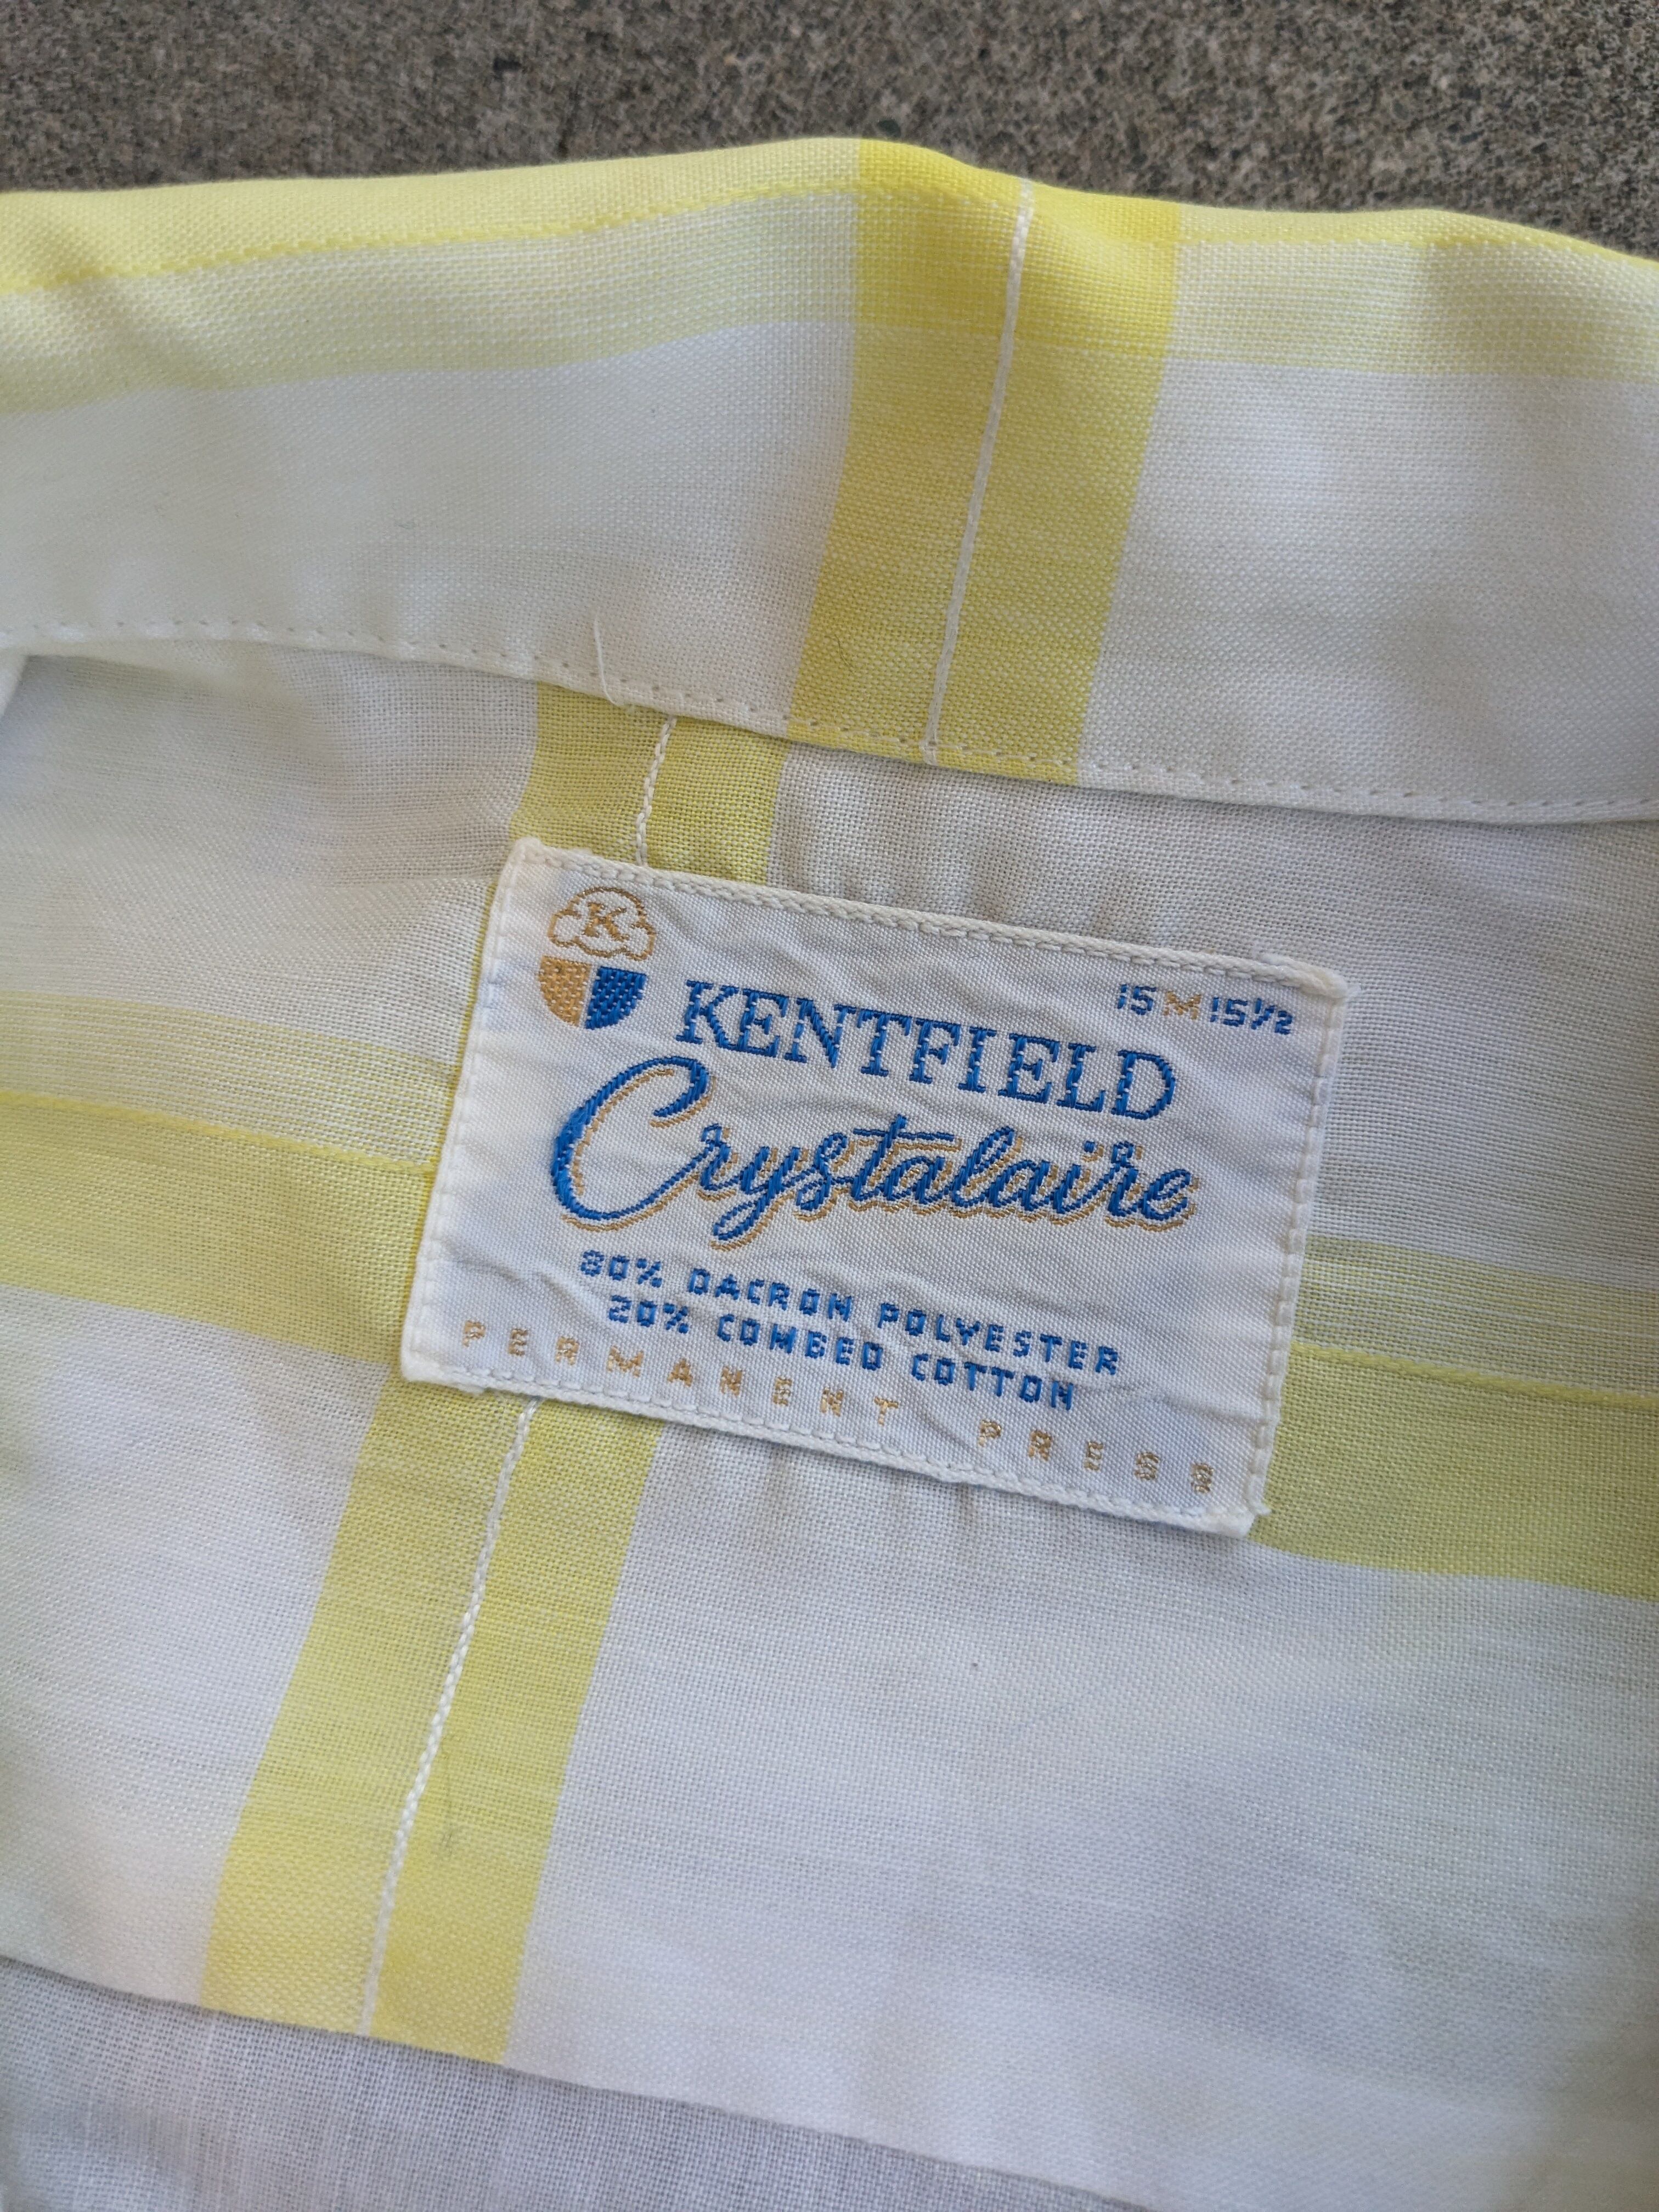 K
15 M 15½
KENTFIELD
Crystalaire
80% DACRON POLYESTER
20% COMBED COTTON
PERMANENT PRESS